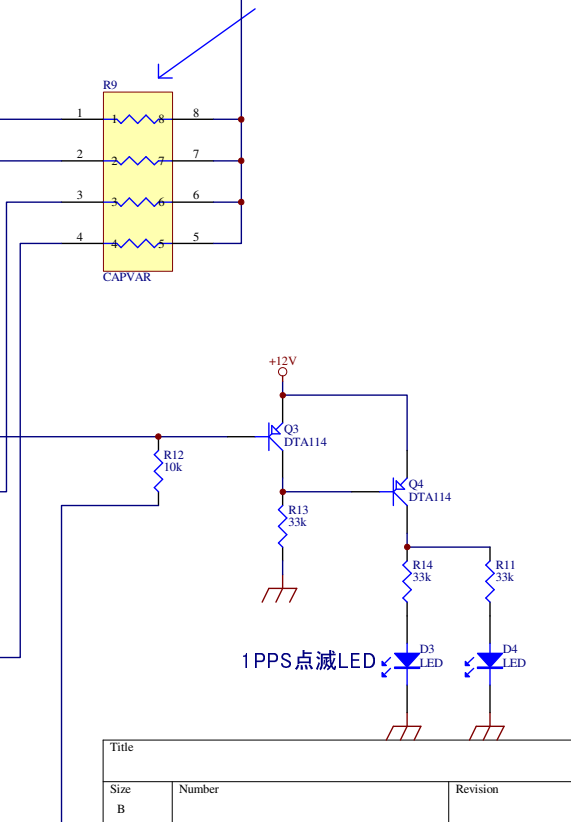 R9
1 1 8 8
2 2 7 7
3 3 6 6
4 4 5 5
CAPVAR
+12V
Q3
DTA114
R12
10k
Q4
DTA114
R13
33k
R14
33k
R11
33k
1PPS点滅LED
D3
LED
D4
LED
Title
Size
Number
Revision
B